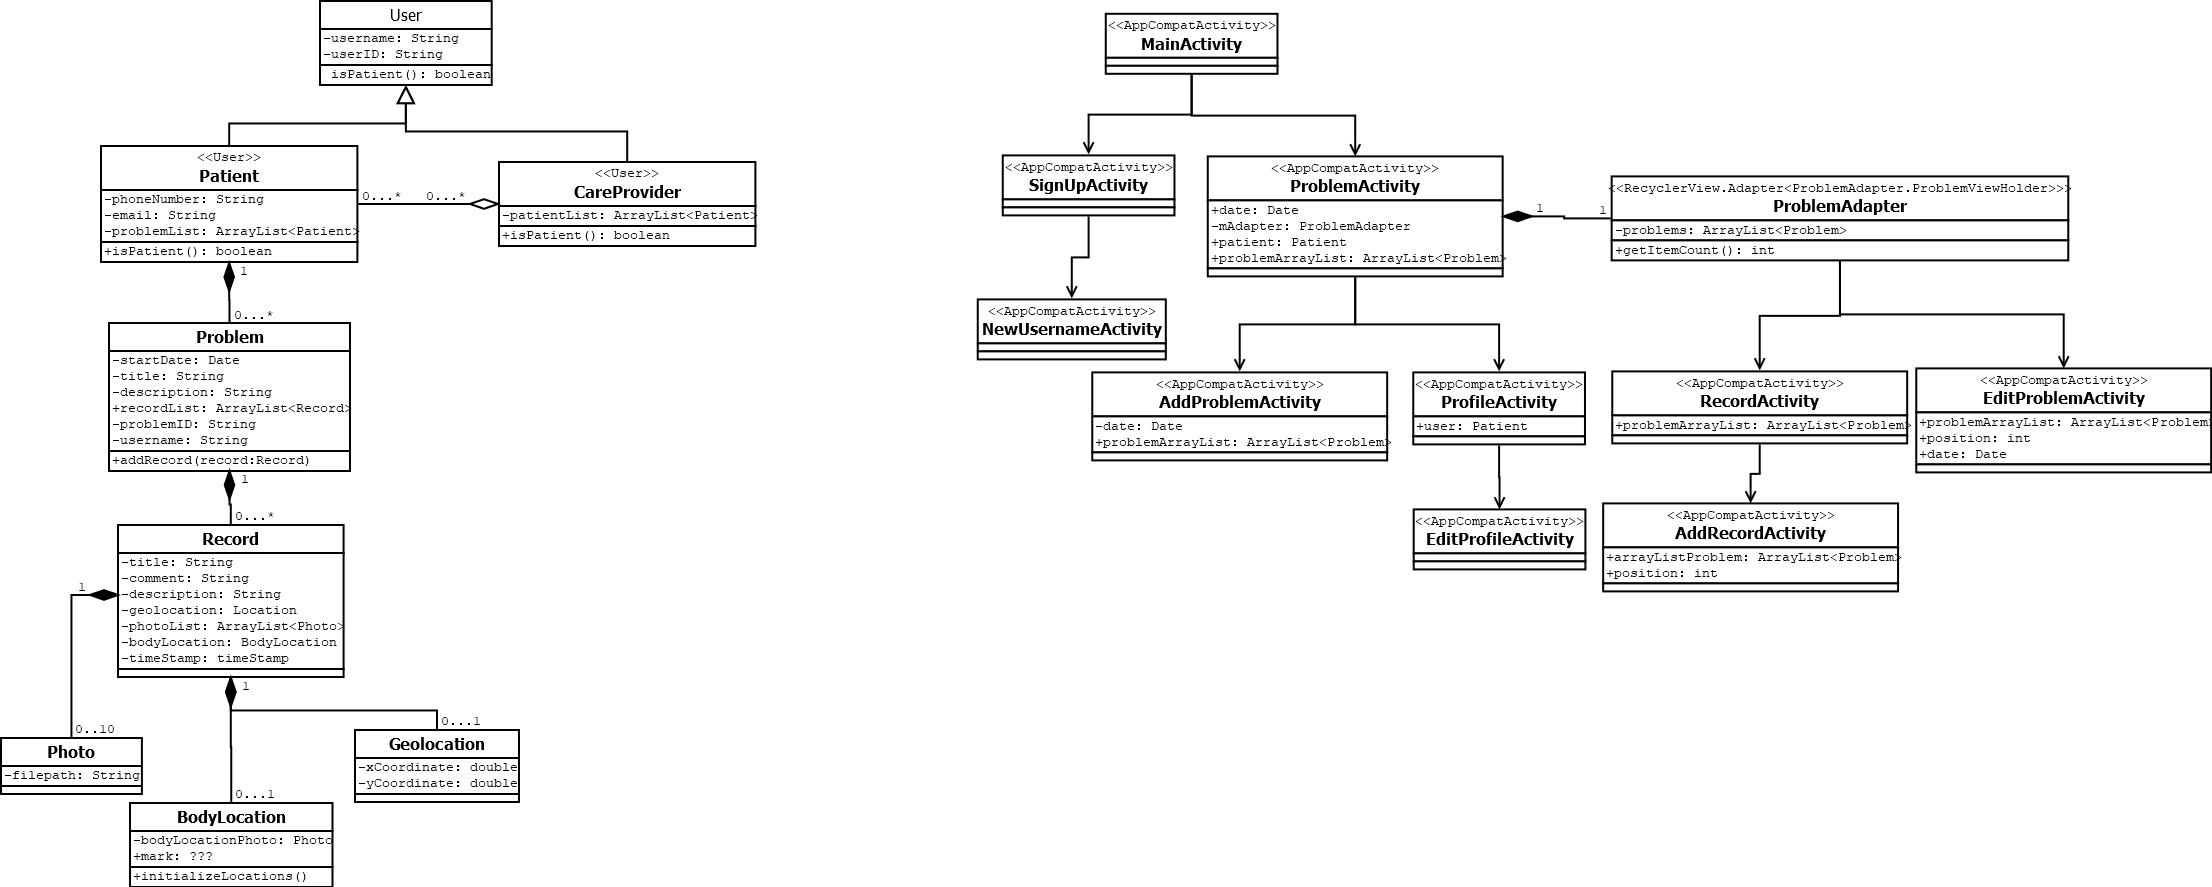 User
-username: String
-userID: String
isPatient(): boolean
<<User>>
Patient
-phoneNumber: String
-email: String
-problemList: ArrayList<Patient>
+isPatient(): boolean
0...*
0...*
<<User>>
CareProvider
-patientList: ArrayList<Patient>
+isPatient(): boolean
1
0...*
Problem
-startDate: Date
-title: String
-description: String
+recordList: ArrayList<Record>
-problemID: String
-username: String
+addRecord(record:Record)
1
0...*
Record
-title: String
-comment: String
-description: String
-geolocation: Location
-photoList: ArrayList<Photo>
-bodyLocation: BodyLocation
-timeStamp: timeStamp
1
0..10
Photo
-filepath: String
1
0...1
Geolocation
-xCoordinate: double
-yCoordinate: double
0...1
BodyLocation
-bodyLocationPhoto: Photo
+mark: ???
+initializeLocations()
<<AppCompatActivity>>
MainActivity
<<AppCompatActivity>>
SignUpActivity
<<AppCompatActivity>>
NewUsernameActivity
<<AppCompatActivity>>
ProblemActivity
+date: Date
-mAdapter: ProblemAdapter
+patient: Patient
+problemArrayList: ArrayList<Problem>
1
1
<<RecyclerView.Adapter<ProblemAdapter.ProblemViewHolder>>>
ProblemAdapter
-problems: ArrayList<Problem>
+getItemCount(): int
<<AppCompatActivity>>
AddProblemActivity
-date: Date
+problemArrayList: ArrayList<Problem>
<<AppCompatActivity>>
ProfileActivity
+user: Patient
<<AppCompatActivity>>
EditProfileActivity
<<AppCompatActivity>>
RecordActivity
+problemArrayList: ArrayList<Problem>
<<AppCompatActivity>>
AddRecordActivity
+arrayListProblem: ArrayList<Problem>
+position: int
<<AppCompatActivity>>
EditProblemActivity
+problemArrayList: ArrayList<Problem
+position: int
+date: Date